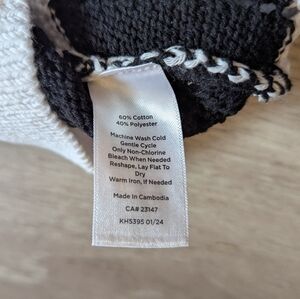 60% Cotton
40% Polyester
Machine Wash Cold
Gentle Cycle
Only Non-Chlorine
Bleach When Needed
Reshape, Lay Flat To
Dry
Warm Iron, If Needed
Made in Cambodia
CA# 23147
KH5395 01/24